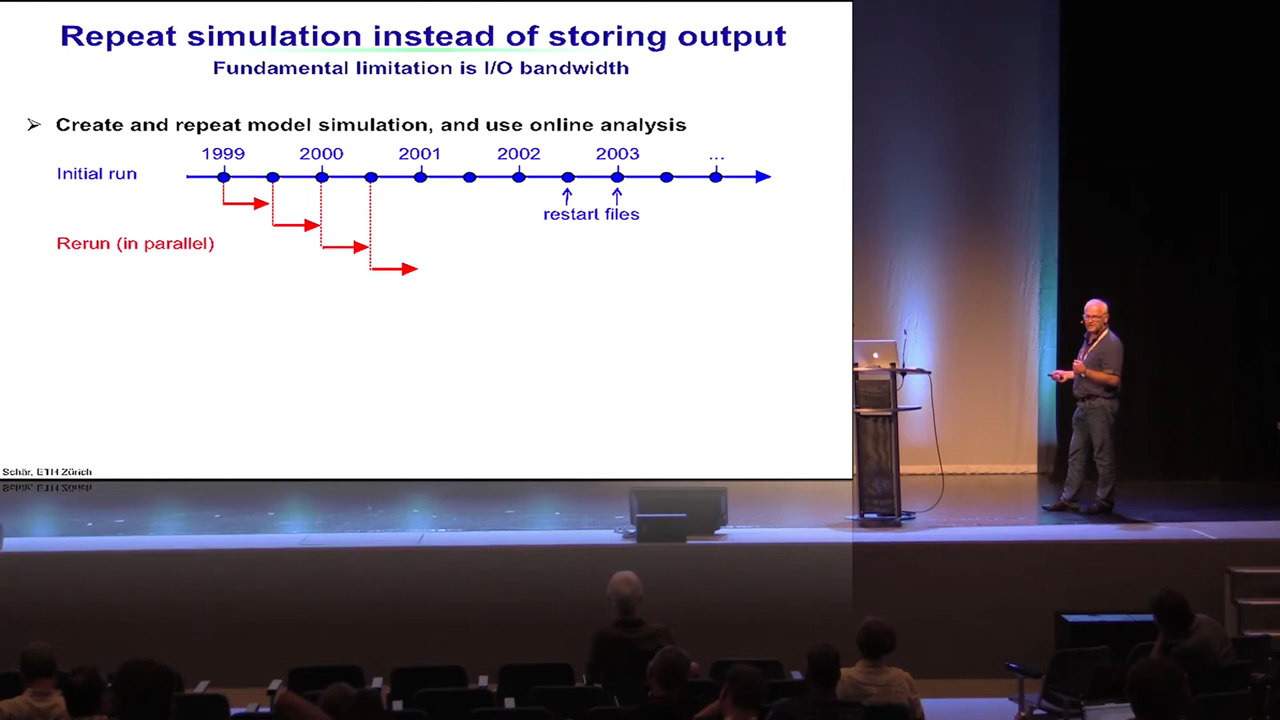 Repeat simulation instead of storing output
Fundamental limitation is I/O bandwidth
➢ Create and repeat model simulation, and use online analysis
1999 2000 2001 2002 2003 ...
Initial run
restart files
Rerun (in parallel)
Schär, ETH Zürich